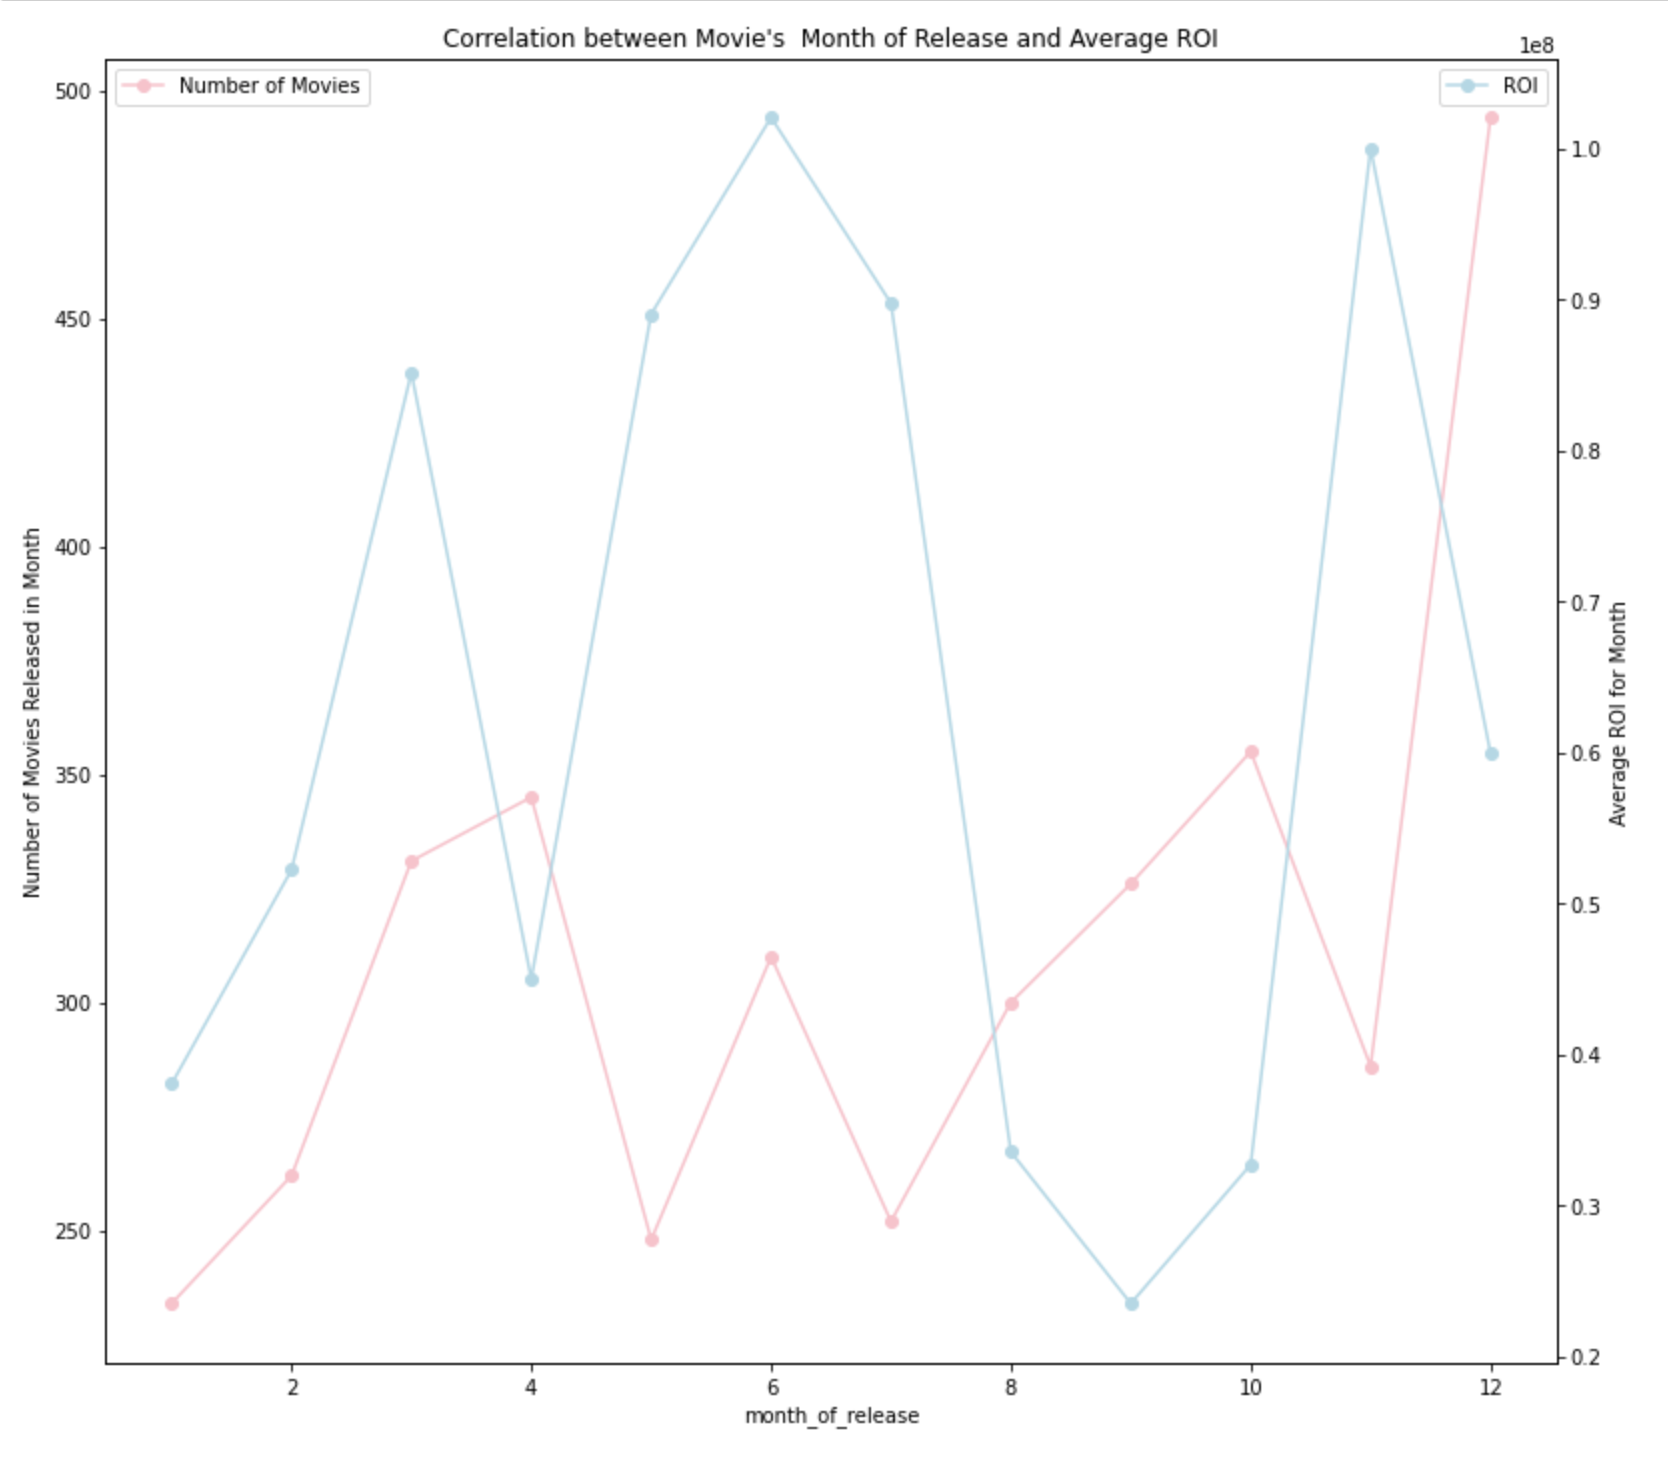 Correlation between Movie's  Month of Release and Average ROI
1e8
Number of Movies
ROI
500
450
400
350
300
250
Number of Movies Released in Month
1.0
0.9
0.8
0.7
0.6
0.5
0.4
0.3
0.2
Average ROI for Month
2 4 6 8 10 12
month_of_release